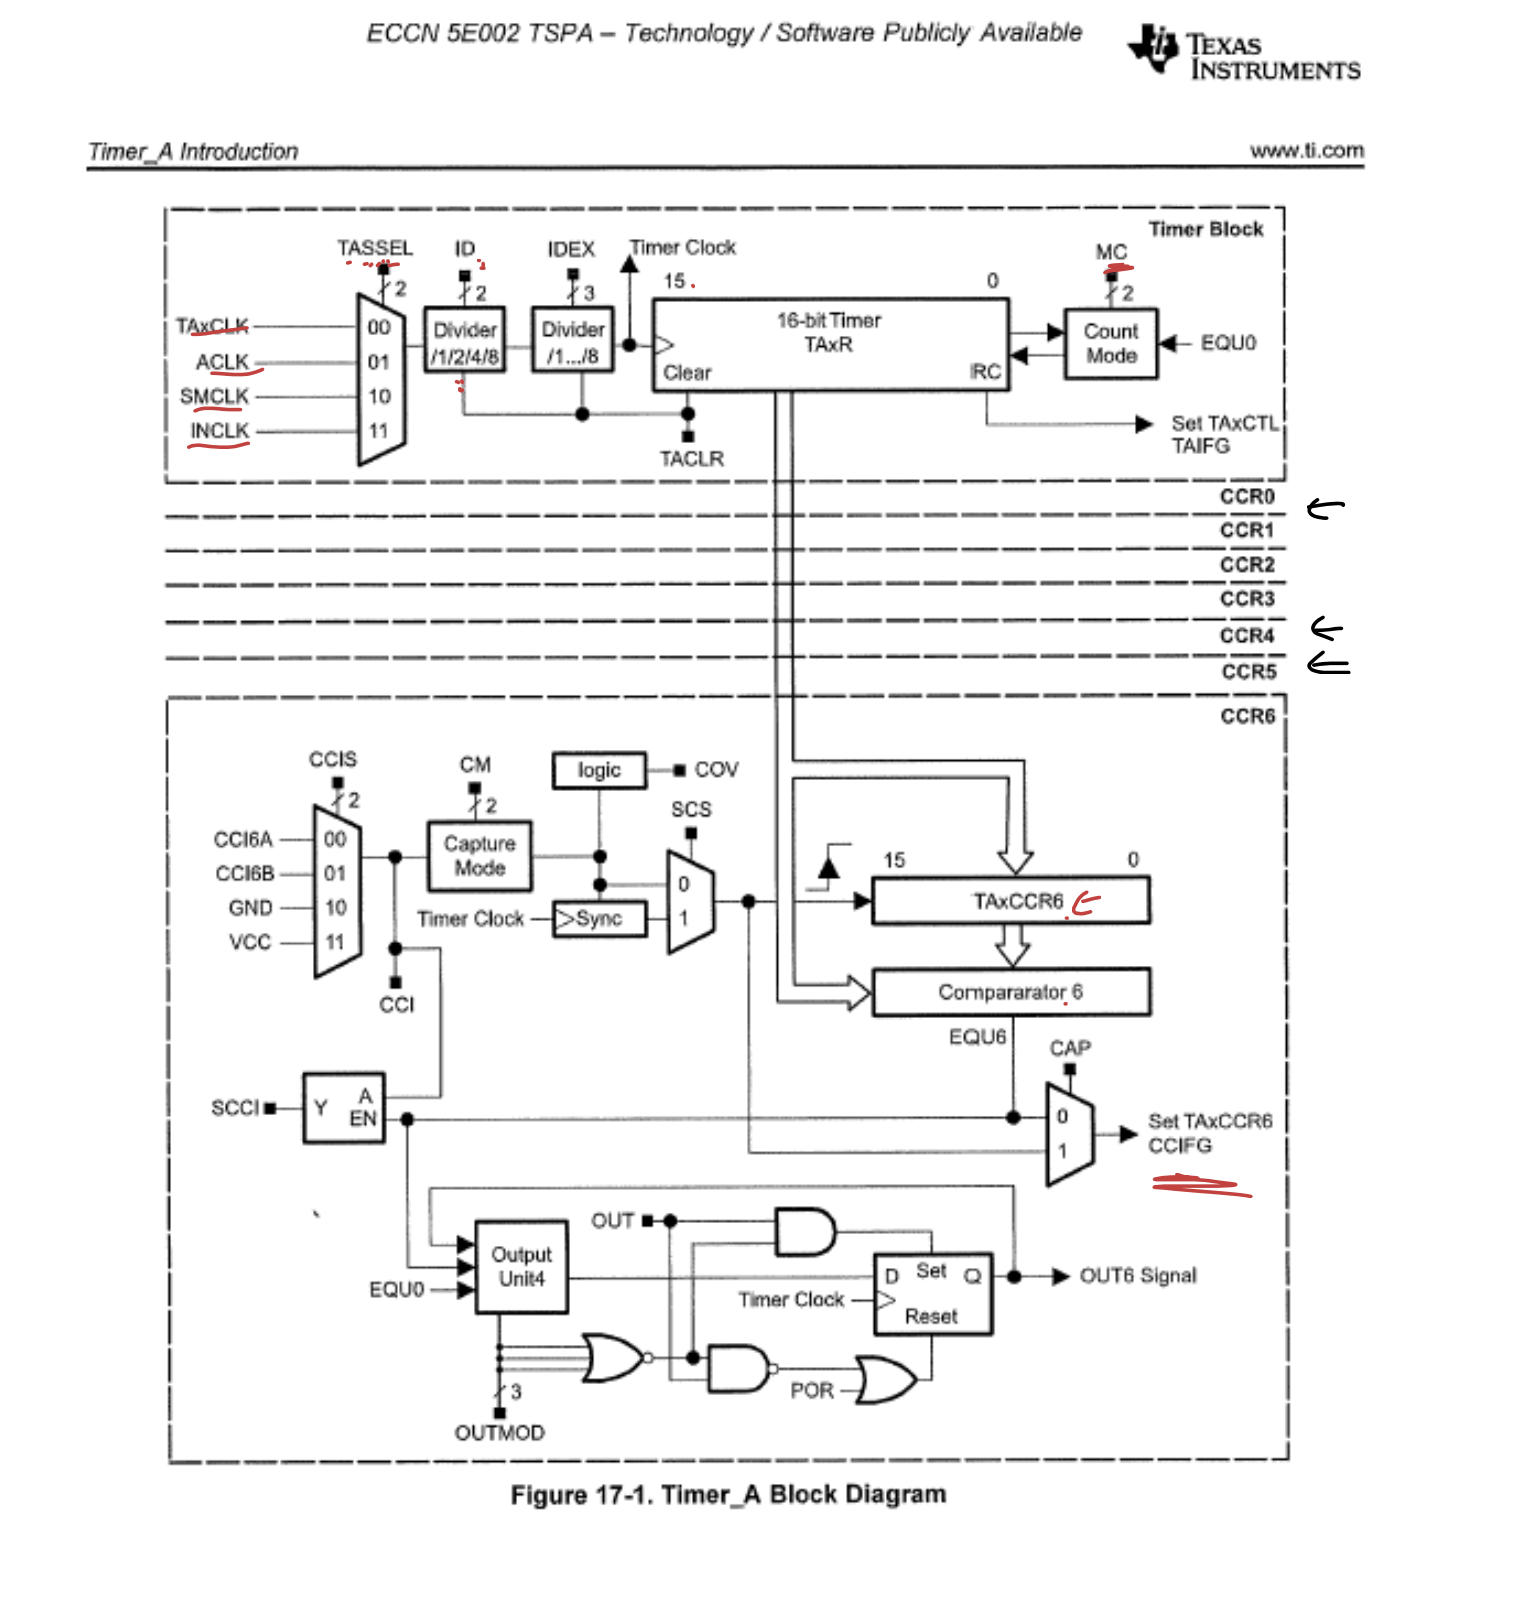 ECCN 5E002 TSPA – Technology / Software Publicly Available
TEXAS
INSTRUMENTS
Timer_A Introduction
www.ti.com
Timer Block
TASSEL
ID
IDEX
Timer Clock
MC
2
2
3
15
0
2
TAxCLK
00
ACLK
01
SMCLK
10
INCLK
11
Divider
/1/2/4/8
Divider
/1.../8
16-bit Timer
TAxR
Clear
RC
Count
Mode
EQU0
Set TAxCTL
TAIFG
TACLR
CCR0
CCR1
CCR2
CCR3
CCR4
CCR5
CCR6
CCIS
2
CM
2
logic
COV
SCS
CCI6A
00
CCI6B
01
GND
10
VCC
11
Capture
Mode
Timer Clock
Sync
0
1
15
0
TAxCCR6
Compararator 6
EQU6
CCI
CAP
SCCI
Y
A
EN
0
1
Set TAxCCR6
CCIFG
OUT
Output
Unit4
EQU0
D
Set
Q
Timer Clock
Reset
OUT6 Signal
3
POR
OUTMOD
Figure 17-1. Timer_A Block Diagram